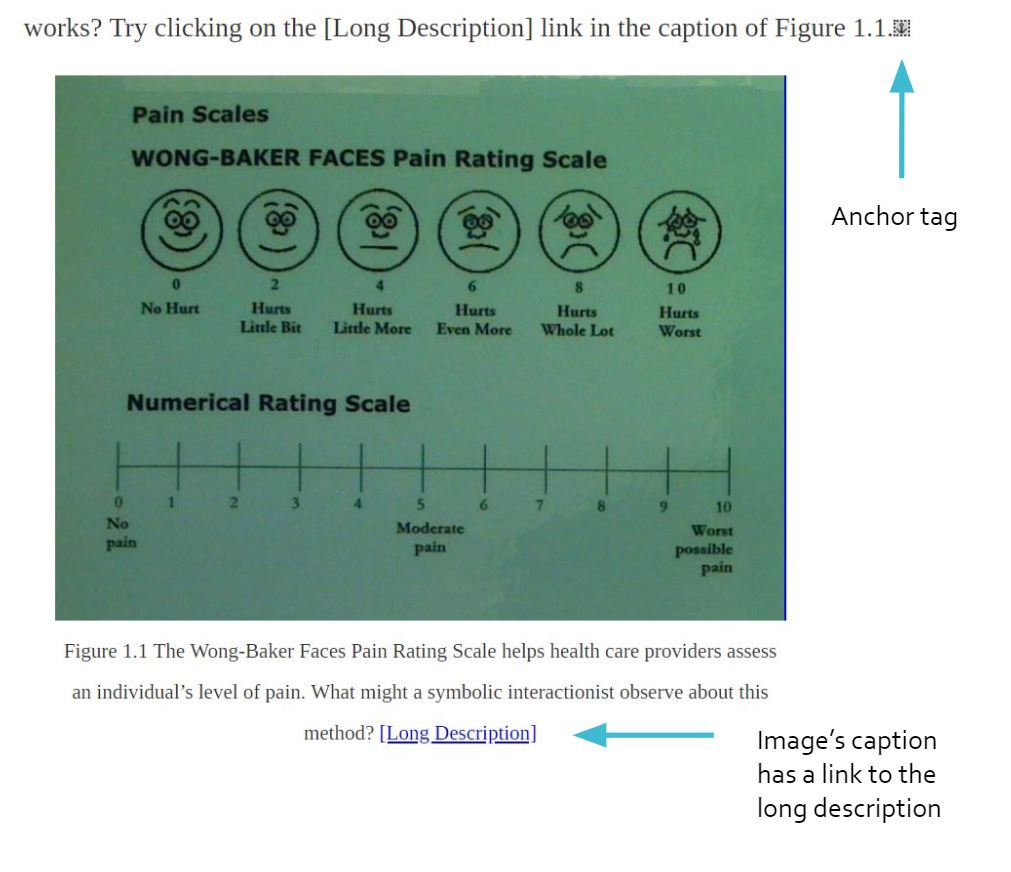 works? Try clicking on the [Long Description] link in the caption of Figure 1.1.
Anchor tag
Pain Scales
WONG-BAKER FACES Pain Rating Scale
0 2 4 6 8 10
No Hurt Hurts Hurts Hurts Hurts Hurts
Little Bit Little More Even More Whole Lot Worst
Numerical Rating Scale
0 1 2 3 4 5 6 7 8 9 10
No Moderate Worst
pain pain possible
pain
Figure 1.1 The Wong-Baker Faces Pain Rating Scale helps health care providers assess
an individual’s level of pain. What might a symbolic interactionist observe about this
method? [Long Description]
Image’s caption
has a link to the
long description